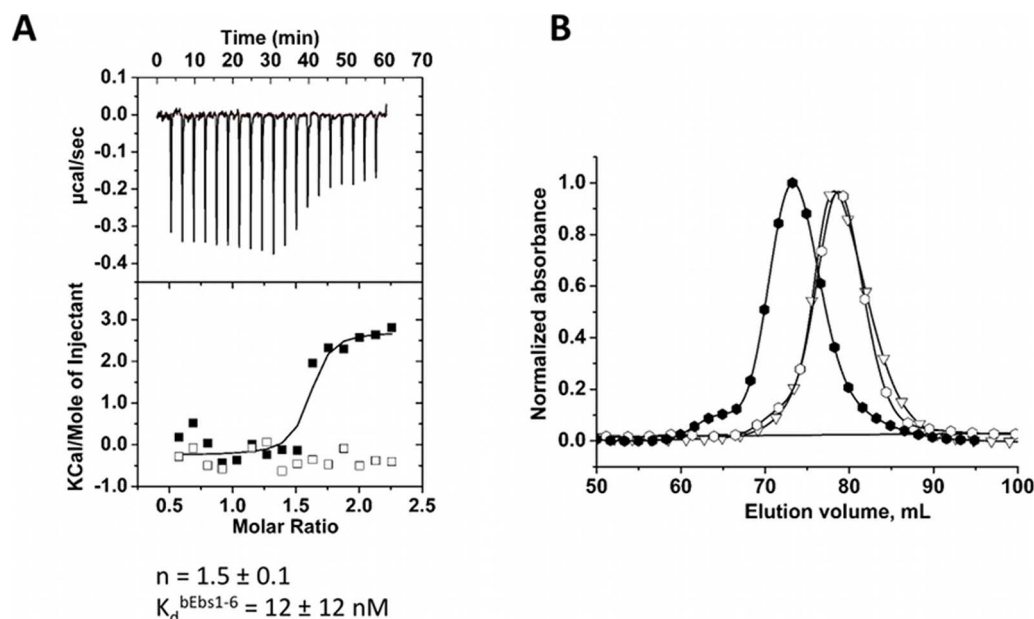 A
Time (min)
0 10 20 30 40 50 60 70
0.1
0.0
-0.1
-0.2
-0.3
-0.4
µcal/sec
3.0
2.0
1.0
0.0
-1.0
KCal/Mole of Injectant
0.5 1.0 1.5 2.0 2.5
Molar Ratio
n = 1.5 ± 0.1
K_d^bEbs1-6 = 12 ± 12 nM
B
1.0
0.8
0.6
0.4
0.2
0.0
Normalized absorbance
50 60 70 80 90 100
Elution volume, mL